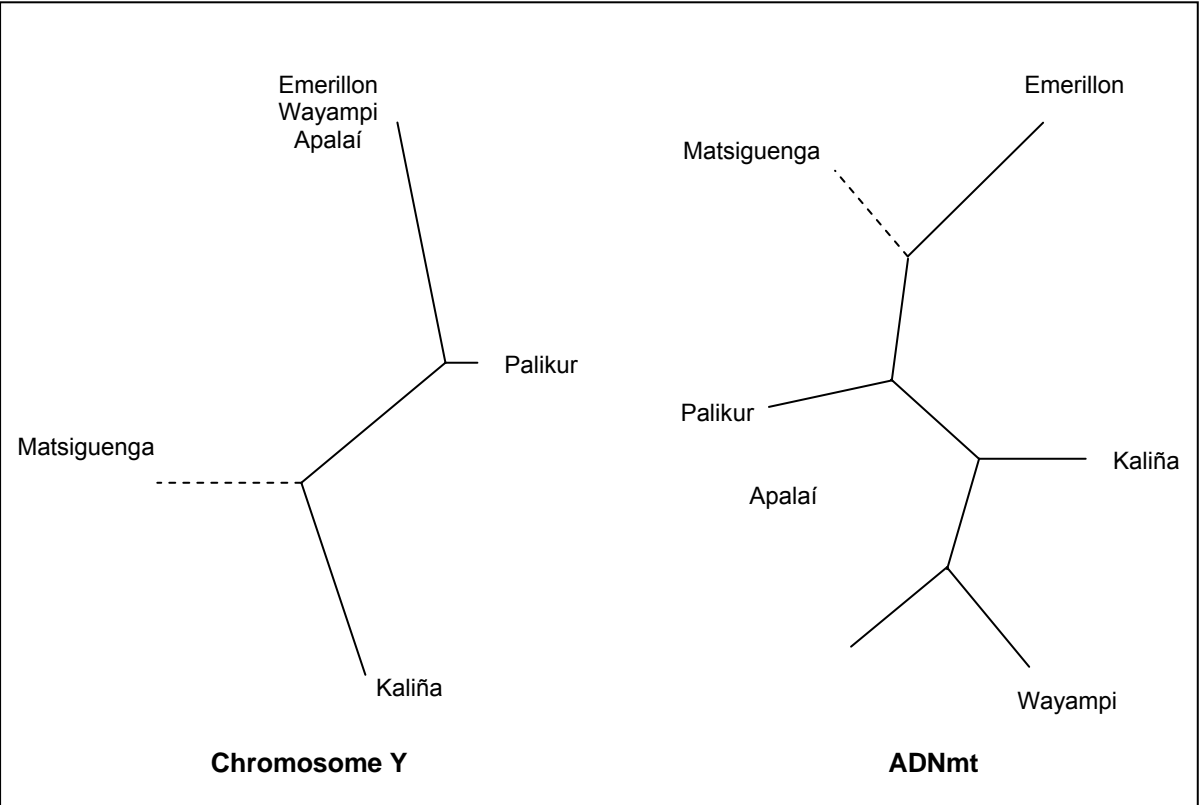 Emerillon
Wayampi
Apalaí
Palikur
Matsiguenga
Kaliña
Chromosome Y
Emerillon
Matsiguenga
Palikur
Kaliña
Apalaí
Wayampi
ADNmt